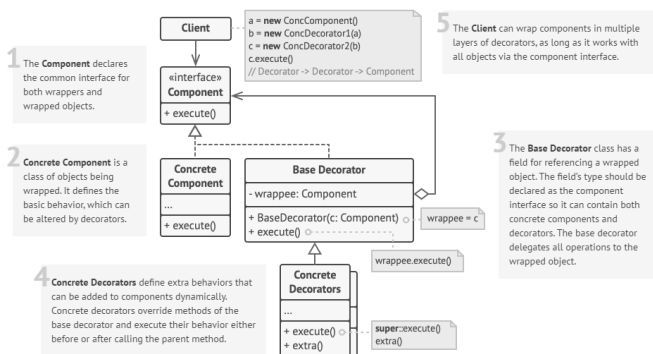 Client
a = new ConcComponent()
b = new ConcDecorator1(a)
c = new ConcDecorator2(b)
c.execute()
// Decorator -> Decorator -> Component
5
The Client can wrap components in multiple
layers of decorators, as long as it works with
all objects via the component interface.
1
The Component declares
the common interface for
both wrappers and
wrapped objects.
«interface»
Component
+ execute()
2
Concrete Component is a
class of objects being
wrapped. It defines the
basic behavior, which can
be altered by decorators.
Concrete
Component
...
+ execute()
Base Decorator
- wrappee: Component
+ BaseDecorator(c: Component)
+ execute()
wrappee = c
wrappee.execute()
3
The Base Decorator class has a
field for referencing a wrapped
object. The field's type should be
declared as the component
interface so it can contain both
concrete components and
decorators. The base decorator
delegates all operations to the
wrapped object.
4
Concrete Decorators define extra behaviors that
can be added to components dynamically.
Concrete decorators override methods of the
base decorator and execute their behavior either
before or after calling the parent method.
Concrete
Decorators
...
+ execute()
+ extra()
super::execute()
extra()